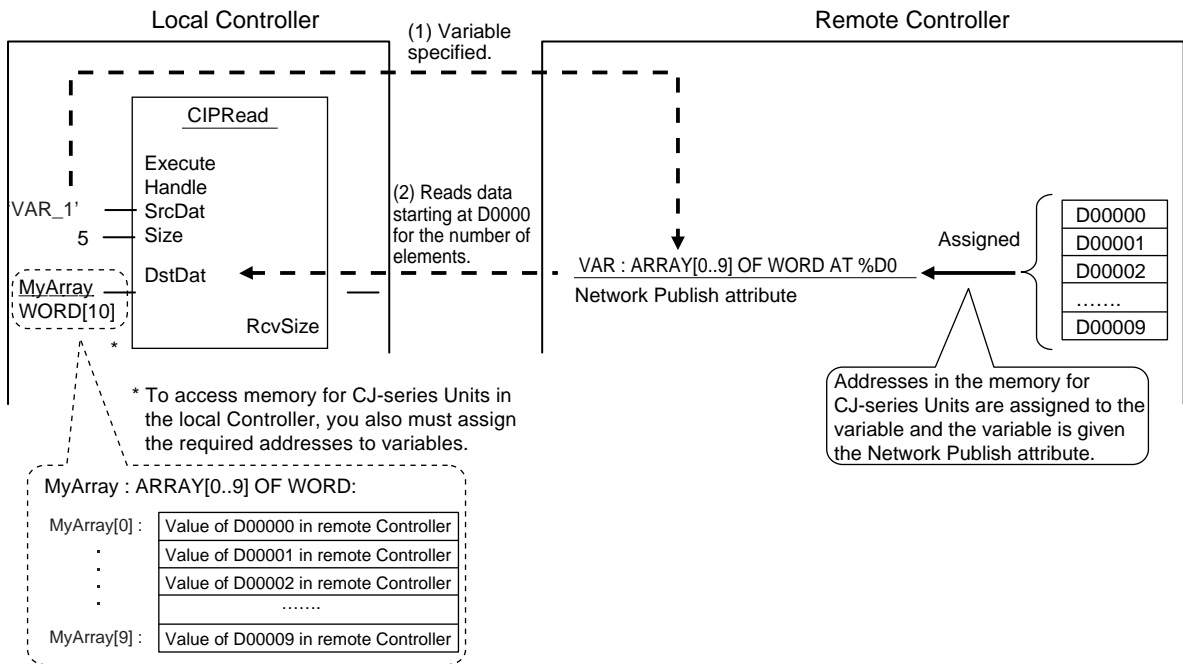 Local Controller
Remote Controller
(1) Variable
specified.
CIPRead
Execute
Handle
'VAR_1'
SrcDat
5
Size
DstDat
MyArray
WORD[10]
RcvSize
*
(2) Reads data
starting at D0000
for the number of
elements.
VAR : ARRAY[0..9] OF WORD AT %D0
Network Publish attribute
Assigned
D00000
D00001
D00002
.......
D00009
Addresses in the memory for
CJ-series Units are assigned to the
variable and the variable is given
the Network Publish attribute.
* To access memory for CJ-series Units in
the local Controller, you also must assign
the required addresses to variables.
MyArray : ARRAY[0..9] OF WORD:
MyArray[0] : Value of D00000 in remote Controller
Value of D00001 in remote Controller
Value of D00002 in remote Controller
.......
MyArray[9] : Value of D00009 in remote Controller